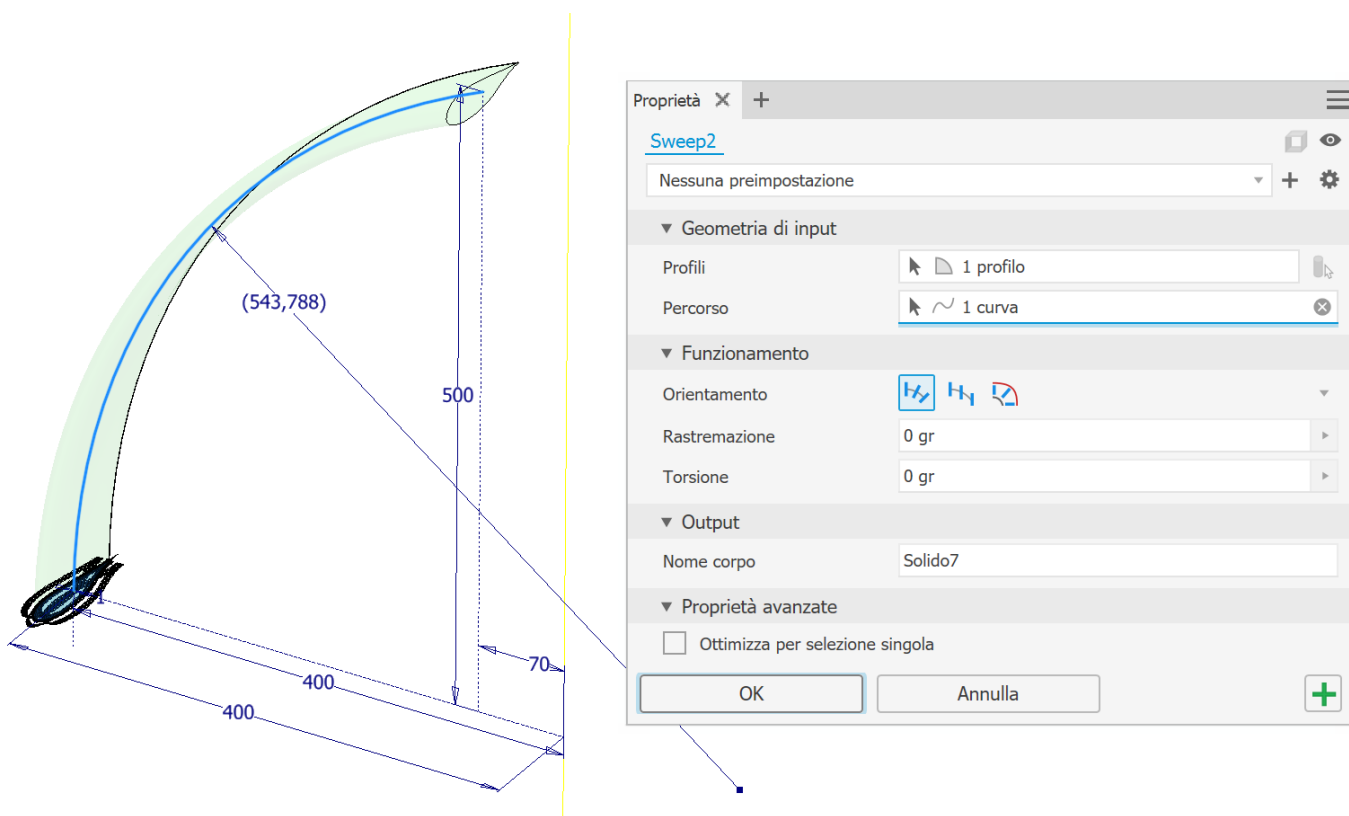 (543,788)
500
70
400
400
1
Proprietà
Sweep2
Nessuna preimpostazione
Geometria di input
Profili 1 profilo
Percorso 1 curva
Funzionamento
Orientamento
Rastremazione 0 gr
Torsione 0 gr
Output
Nome corpo Solido7
Proprietà avanzate
Ottimizza per selezione singola
OK Annulla